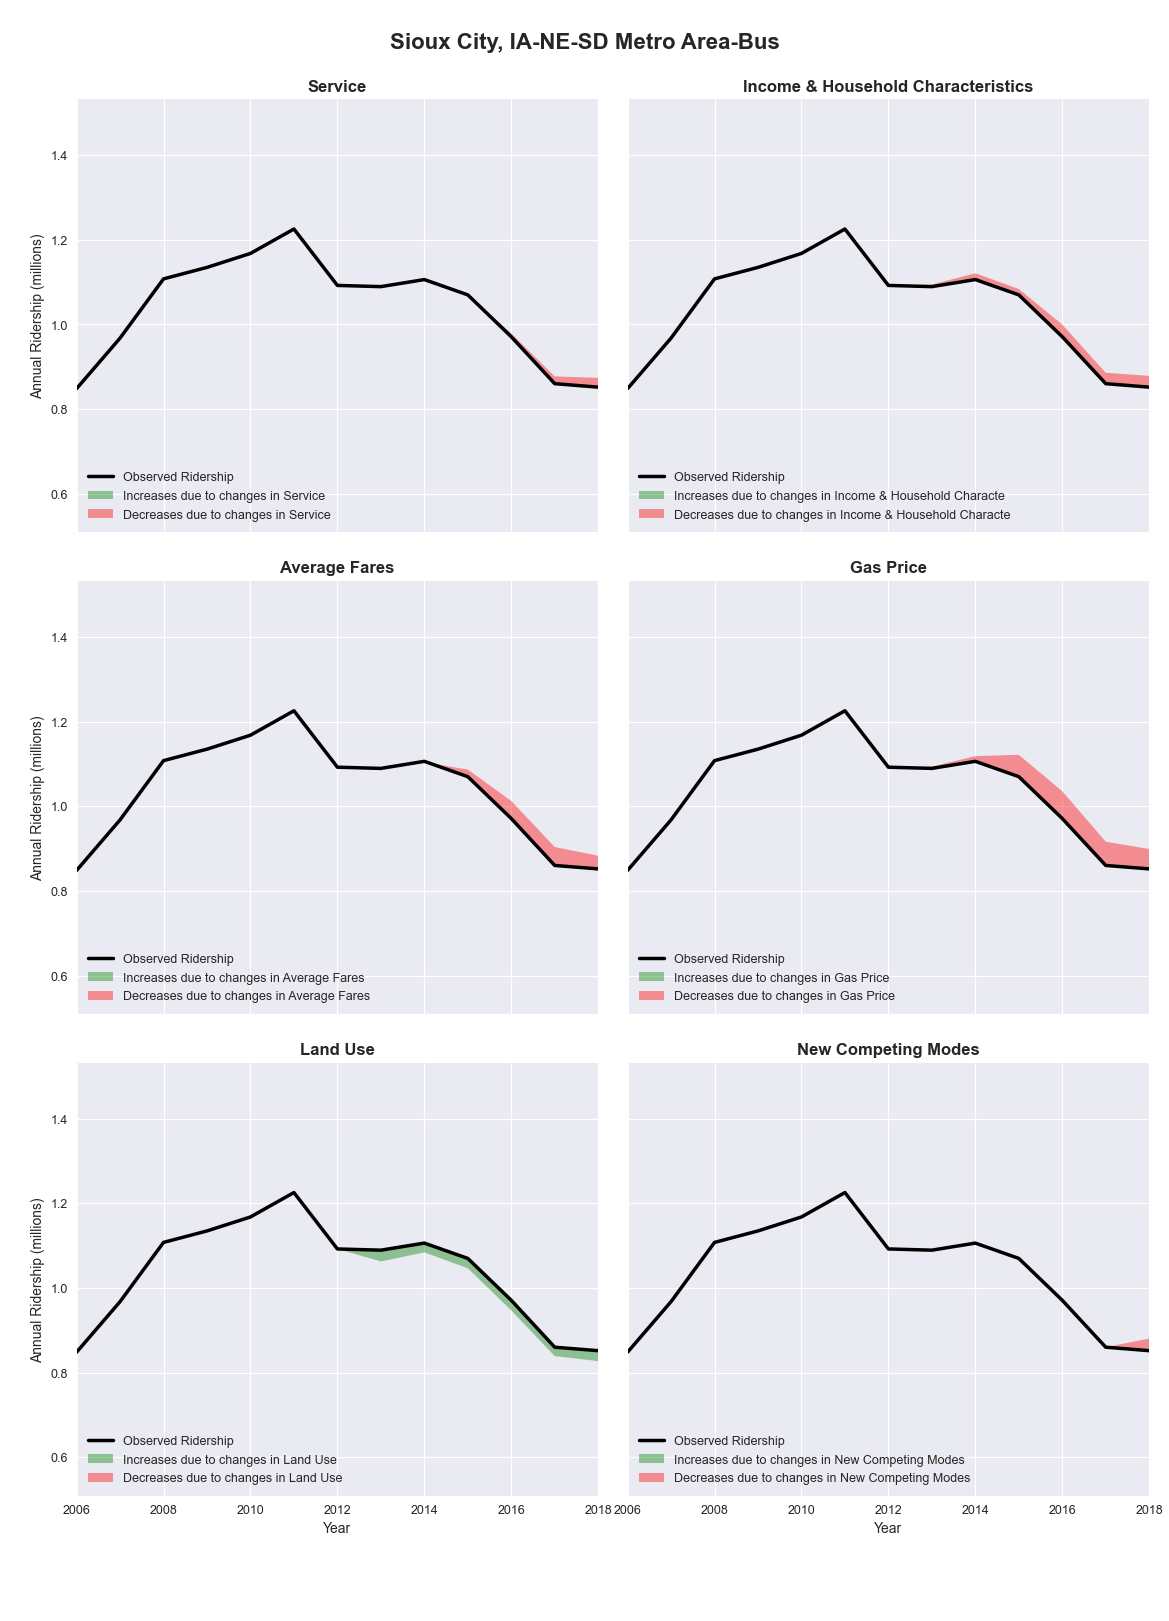 Sioux City, IA-NE-SD Metro Area-Bus
Service
Income & Household Characteristics
Annual Ridership (millions)
1.4
1.2
1.0
0.8
0.6
Observed Ridership
Increases due to changes in Service
Decreases due to changes in Service
Observed Ridership
Increases due to changes in Income & Household Characte
Decreases due to changes in Income & Household Characte
Average Fares
Gas Price
Annual Ridership (millions)
1.4
1.2
1.0
0.8
0.6
Observed Ridership
Increases due to changes in Average Fares
Decreases due to changes in Average Fares
Observed Ridership
Increases due to changes in Gas Price
Decreases due to changes in Gas Price
Land Use
New Competing Modes
Annual Ridership (millions)
1.4
1.2
1.0
0.8
0.6
Observed Ridership
Increases due to changes in Land Use
Decreases due to changes in Land Use
Observed Ridership
Increases due to changes in New Competing Modes
Decreases due to changes in New Competing Modes
2006 2008 2010 2012 2014 2016 2018
2006 2008 2010 2012 2014 2016 2018
Year
Year